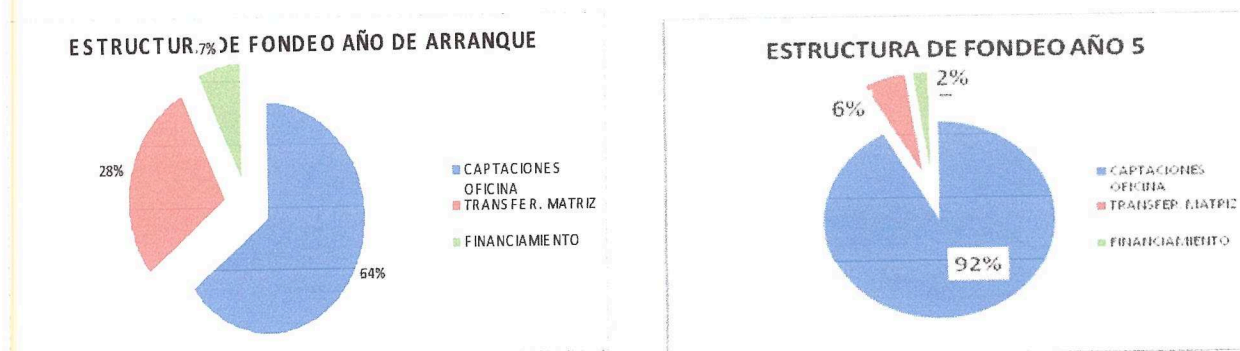 ESTRUCTUR. DE FONDEO AÑO DE ARRANQUE
7%
28%
64%
CAPTACIONES
OFICINA
TRANSFER. MATRIZ
FINANCIAMIENTO
ESTRUCTURA DE FONDEO AÑO 5
2%
6%
92%
CAPTACIONES
OFICINA
TRANSFER. MATRIZ
FINANCIAMIENTO